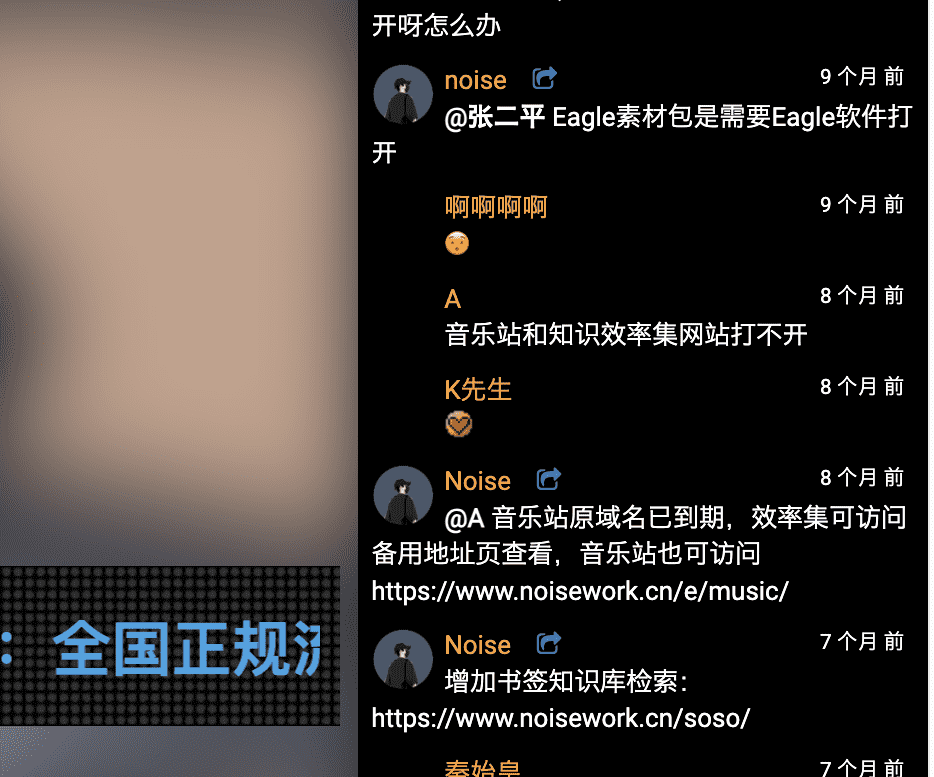 开呀怎么办
noise
9 个月 前
@张二平 Eagle素材包是需要Eagle软件打
开
啊啊啊啊
9 个月 前
A
8 个月 前
音乐站和知识效率集网站打不开
K先生
8 个月 前
Noise
8 个月 前
@A 音乐站原域名已到期，效率集可访问
备用地址页查看，音乐站也可访问
https://www.noisework.cn/e/music/
Noise
7 个月 前
增加书签知识库检索：
https://www.noisework.cn/soso/
秦始皇
7 个月 前
：全国正规